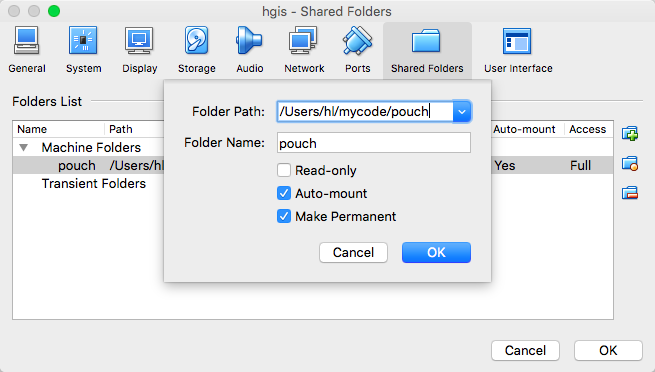 hgis - Shared Folders
General System Display Storage Audio Network Ports Shared Folders User Interface
Folders List
Folder Path: /Users/hl/mycode/pouch
Folder Name: pouch
Name Path Auto-mount Access
Machine Folders
pouch /Users/hl Yes Full
Transient Folders
Read-only
Auto-mount
Make Permanent
Cancel OK
Cancel OK